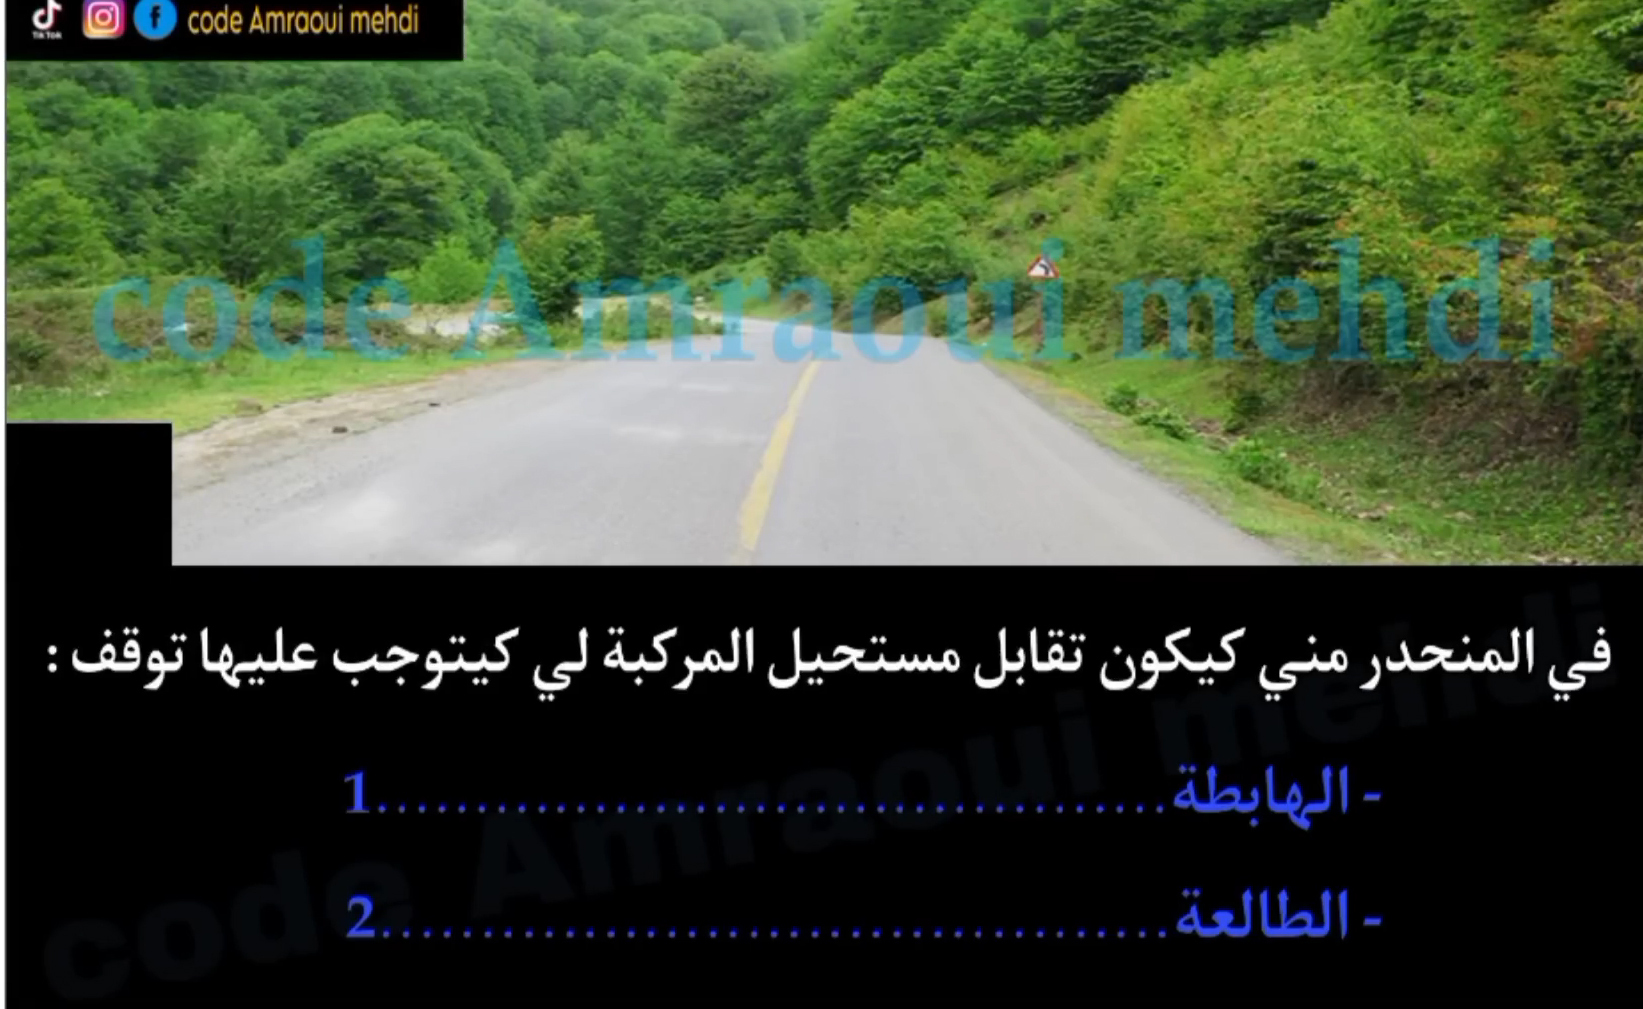 TikTok
code Amraoui mehdi
code Amraoui mehdi
في المنحدر مني كيكون تقابل مستحيل المركبة لي كيتوجب عليها توقف :
- الهابطة......................................1
- الطالعة......................................2
code Amraoui mehdi